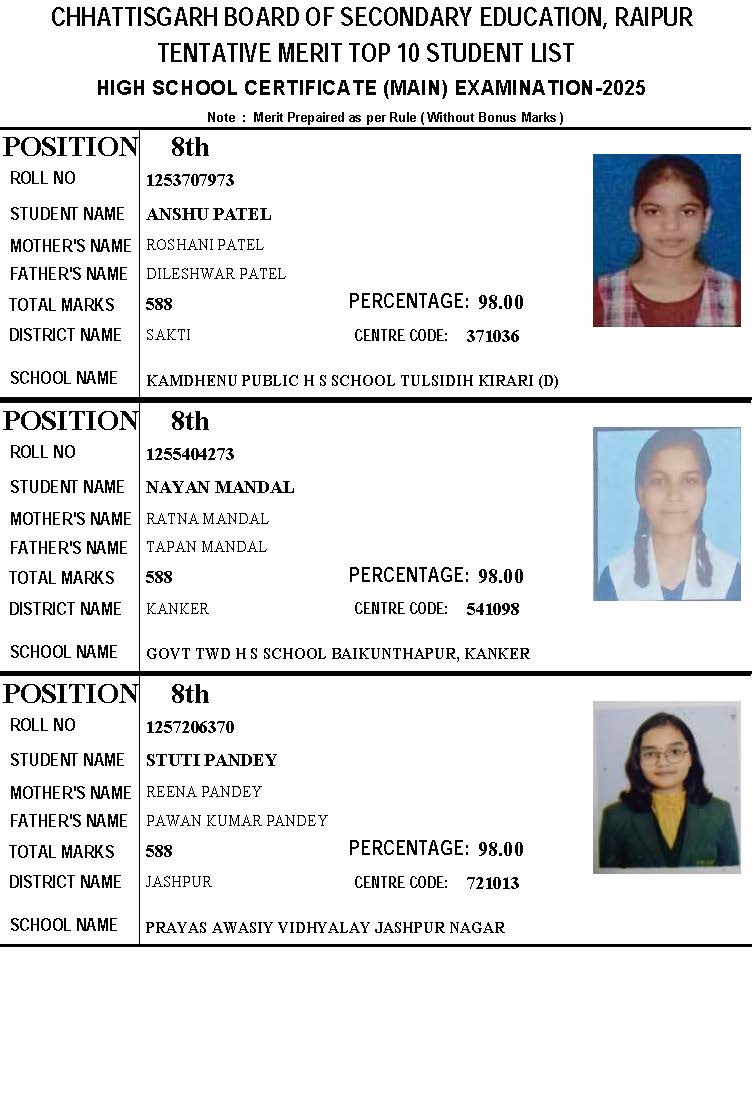 CHHATTISGARH BOARD OF SECONDARY EDUCATION, RAIPUR
TENTATIVE MERIT TOP 10 STUDENT LIST
HIGH SCHOOL CERTIFICATE (MAIN) EXAMINATION-2025
Note : Merit Prepaired as per Rule ( Without Bonus Marks )
POSITION 8th
ROLL NO 1253707973
STUDENT NAME ANSHU PATEL
MOTHER'S NAME ROSHANI PATEL
FATHER'S NAME DILESHWAR PATEL
TOTAL MARKS 588 PERCENTAGE: 98.00
DISTRICT NAME SAKTI CENTRE CODE: 371036
SCHOOL NAME KAMDHENU PUBLIC H S SCHOOL TULSIDIH KIRARI (D)
POSITION 8th
ROLL NO 1255404273
STUDENT NAME NAYAN MANDAL
MOTHER'S NAME RATNA MANDAL
FATHER'S NAME TAPAN MANDAL
TOTAL MARKS 588 PERCENTAGE: 98.00
DISTRICT NAME KANKER CENTRE CODE: 541098
SCHOOL NAME GOVT TWD H S SCHOOL BAIKUNTHAPUR, KANKER
POSITION 8th
ROLL NO 1257206370
STUDENT NAME STUTI PANDEY
MOTHER'S NAME REENA PANDEY
FATHER'S NAME PAWAN KUMAR PANDEY
TOTAL MARKS 588 PERCENTAGE: 98.00
DISTRICT NAME JASHPUR CENTRE CODE: 721013
SCHOOL NAME PRAYAS AWASIY VIDHYALAY JASHPUR NAGAR